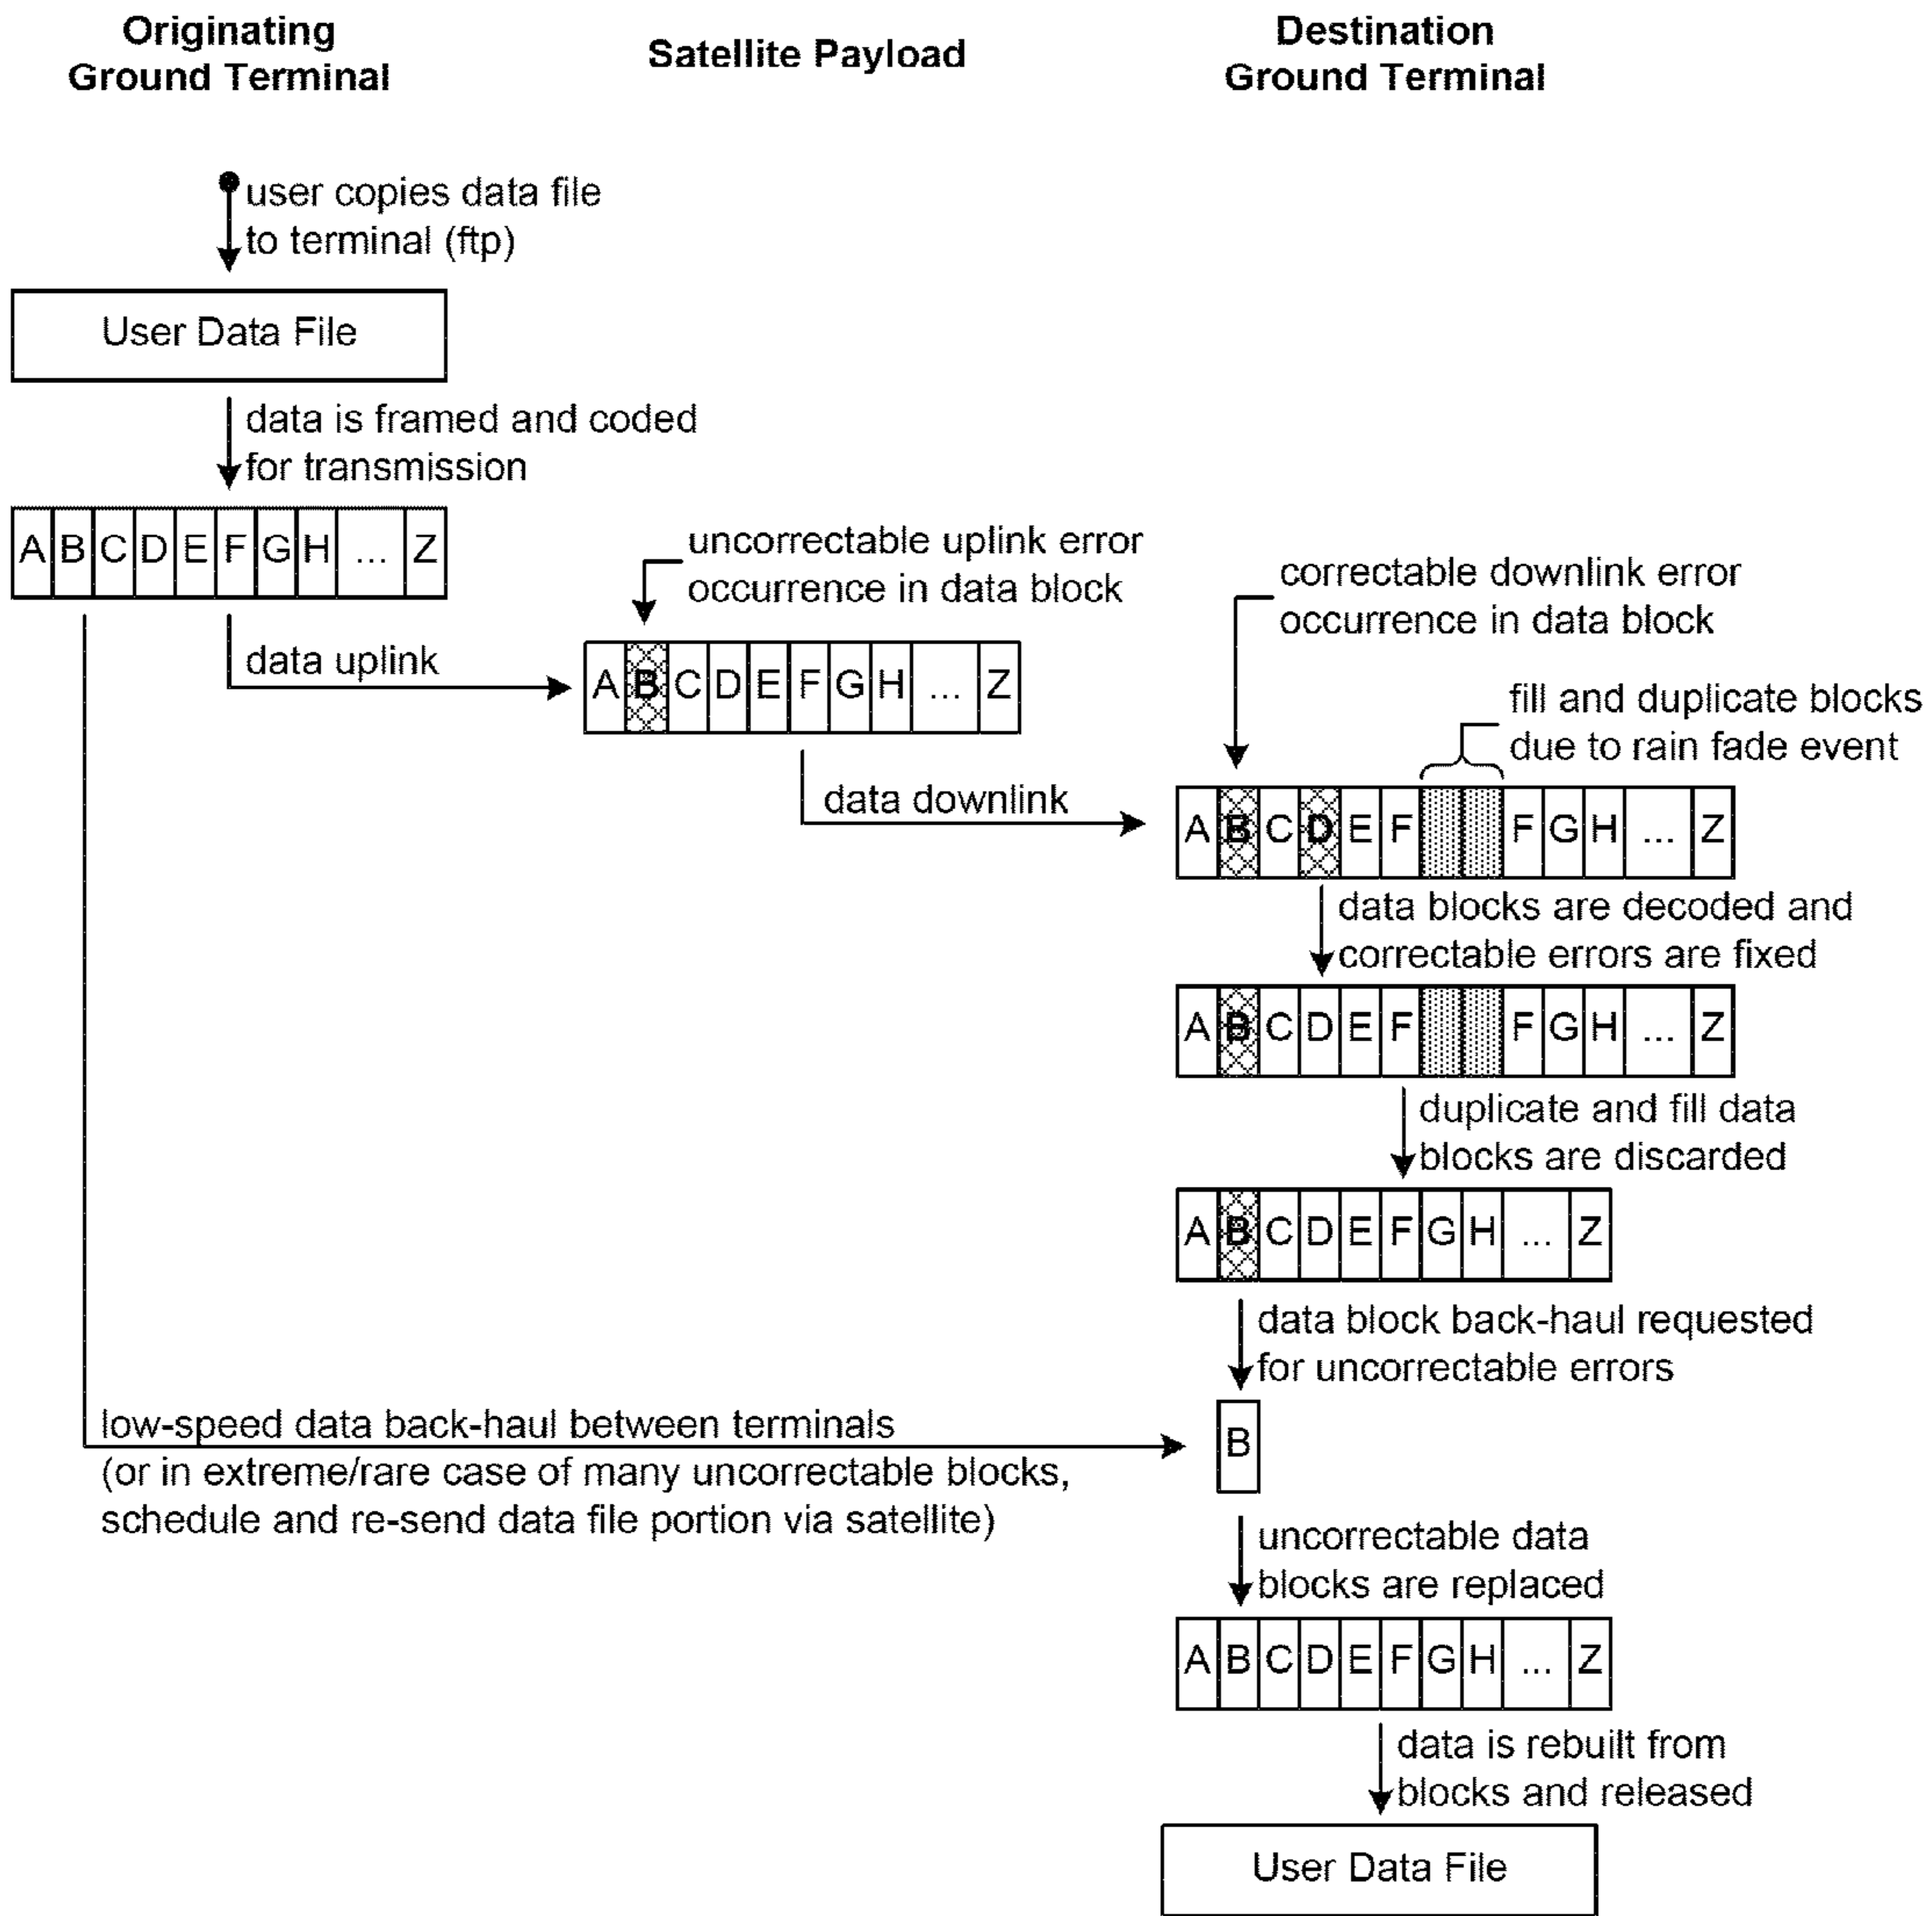 Originating
Ground Terminal
Satellite Payload
Destination
Ground Terminal
user copies data file
to terminal (ftp)
User Data File
data is framed and coded
for transmission
A B C D E F G H ... Z
data uplink
uncorrectable uplink error
occurrence in data block
A B C D E F G H ... Z
data downlink
correctable downlink error
occurrence in data block
fill and duplicate blocks
due to rain fade event
A B C D E F F G H ... Z
data blocks are decoded and
correctable errors are fixed
A B C D E F F G H ... Z
duplicate and fill data
blocks are discarded
A B C D E F G H ... Z
data block back-haul requested
for uncorrectable errors
low-speed data back-haul between terminals
(or in extreme/rare case of many uncorrectable blocks,
schedule and re-send data file portion via satellite)
B
uncorrectable data
blocks are replaced
A B C D E F G H ... Z
data is rebuilt from
blocks and released
User Data File